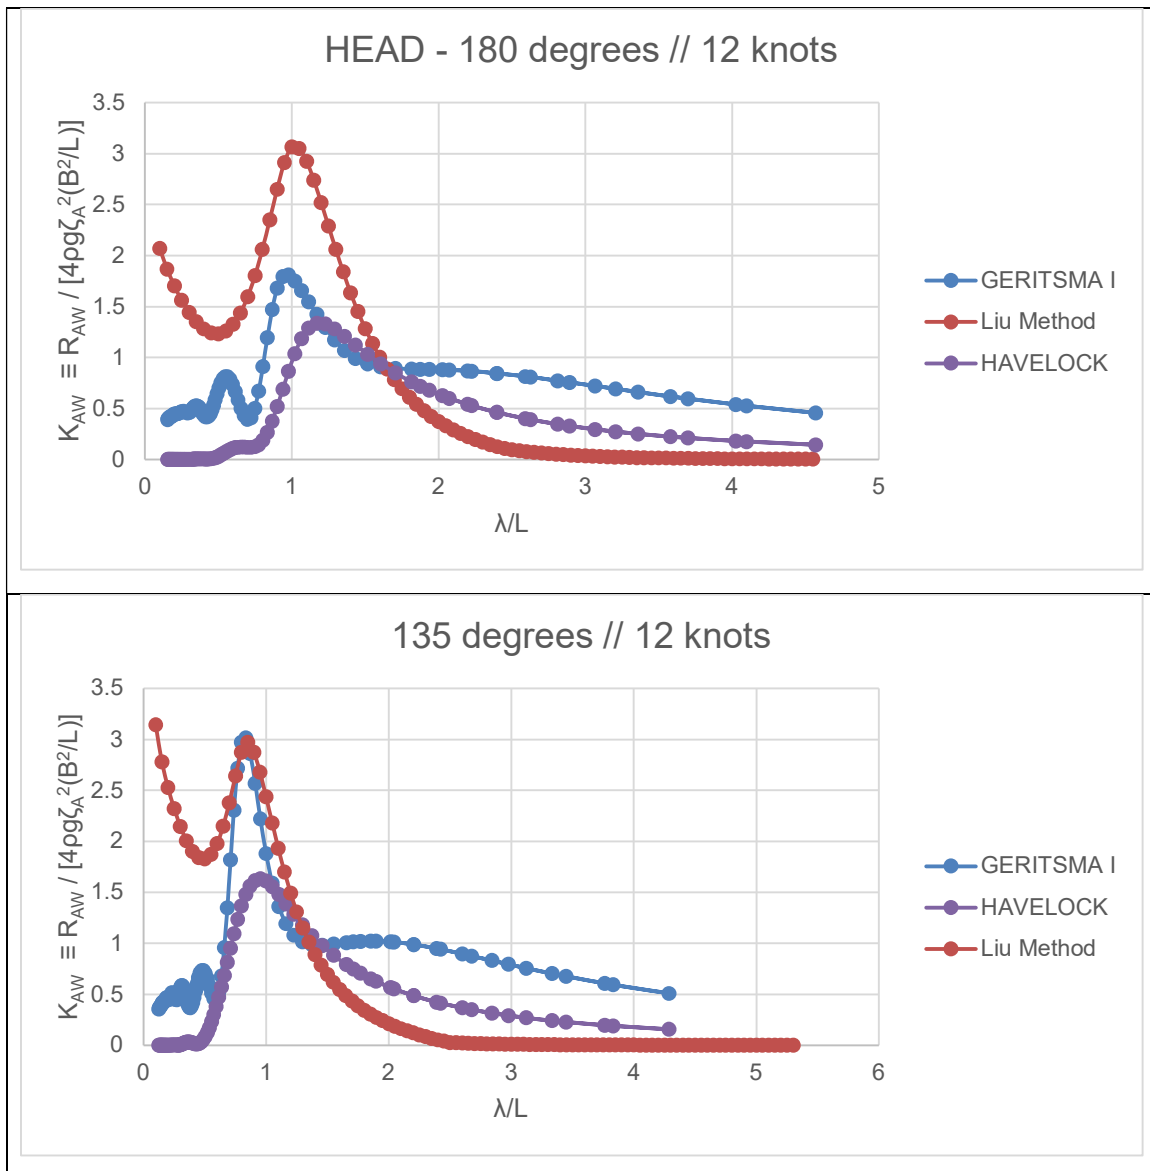 HEAD - 180 degrees // 12 knots
K_AW ≡ R_AW / [4ρgζ_A²(B²/L)]
3.5
3
2.5
2
1.5
1
0.5
0
0 1 2 3 4 5
λ/L
GERITSMA I
Liu Method
HAVELOCK
135 degrees // 12 knots
K_AW ≡ R_AW / [4ρgζ_A²(B²/L)]
3.5
3
2.5
2
1.5
1
0.5
0
0 1 2 3 4 5 6
λ/L
GERITSMA I
HAVELOCK
Liu Method